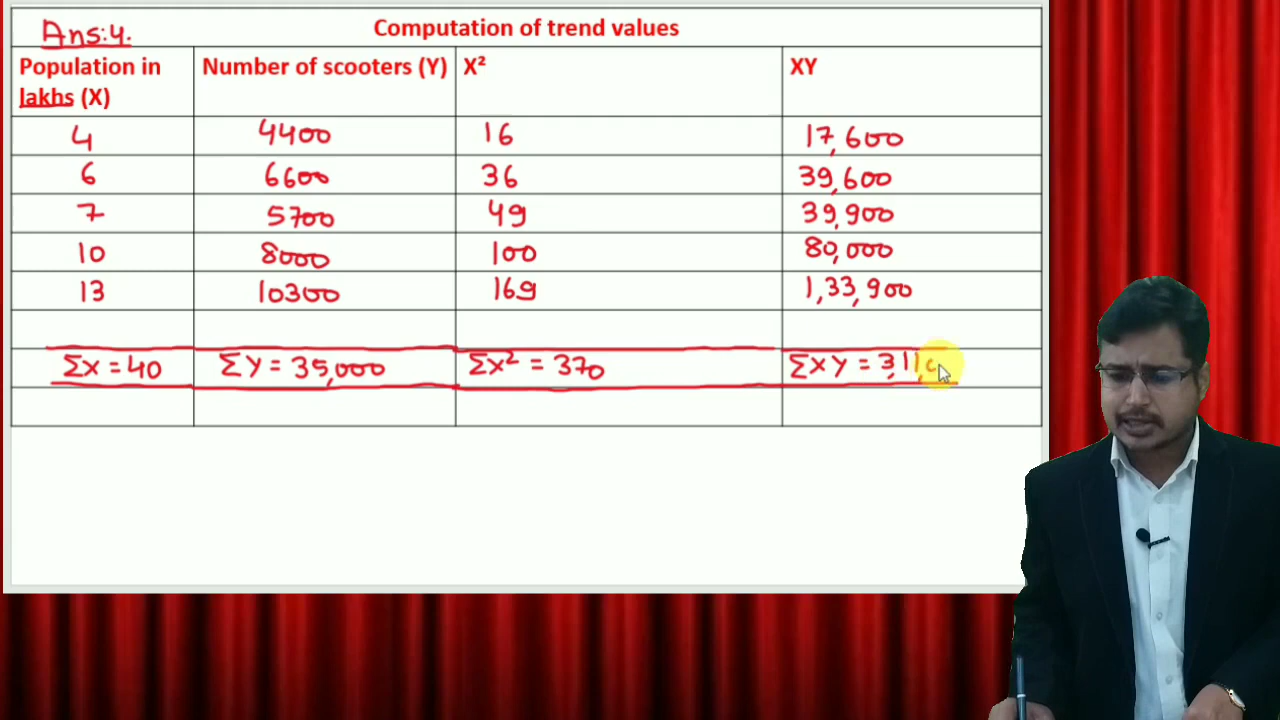 Ans:4.
Computation of trend values
Population in lakhs (X) Number of scooters (Y) X² XY
4 4400 16 17,600
6 6600 36 39,600
7 5700 49 39,900
10 8000 100 80,000
13 10300 169 1,33,900
ΣX = 40 ΣY = 35,000 ΣX² = 370 ΣXY = 3,11,